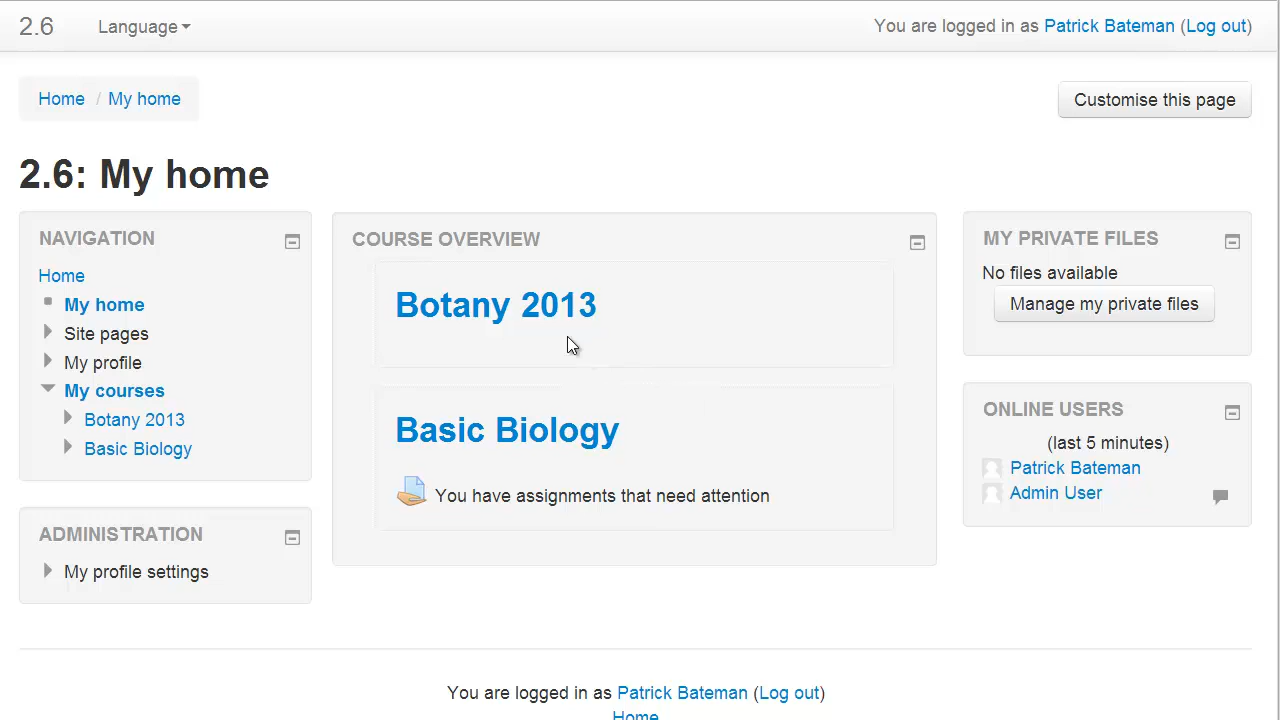 2.6 Language You are logged in as Patrick Bateman (Log out)
Home / My home Customise this page
2.6: My home
NAVIGATION
Home
My home
Site pages
My profile
My courses
Botany 2013
Basic Biology
ADMINISTRATION
My profile settings
COURSE OVERVIEW
Botany 2013
Basic Biology
You have assignments that need attention
MY PRIVATE FILES
No files available
Manage my private files
ONLINE USERS
(last 5 minutes)
Patrick Bateman
Admin User
You are logged in as Patrick Bateman (Log out)
Home